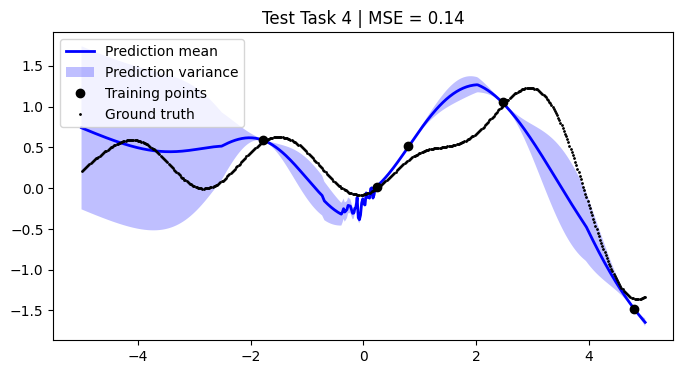 Test Task 4 | MSE = 0.14
Prediction mean
Prediction variance
Training points
Ground truth
1.5
1.0
0.5
0.0
−0.5
−1.0
−1.5
−4
−2
0
2
4